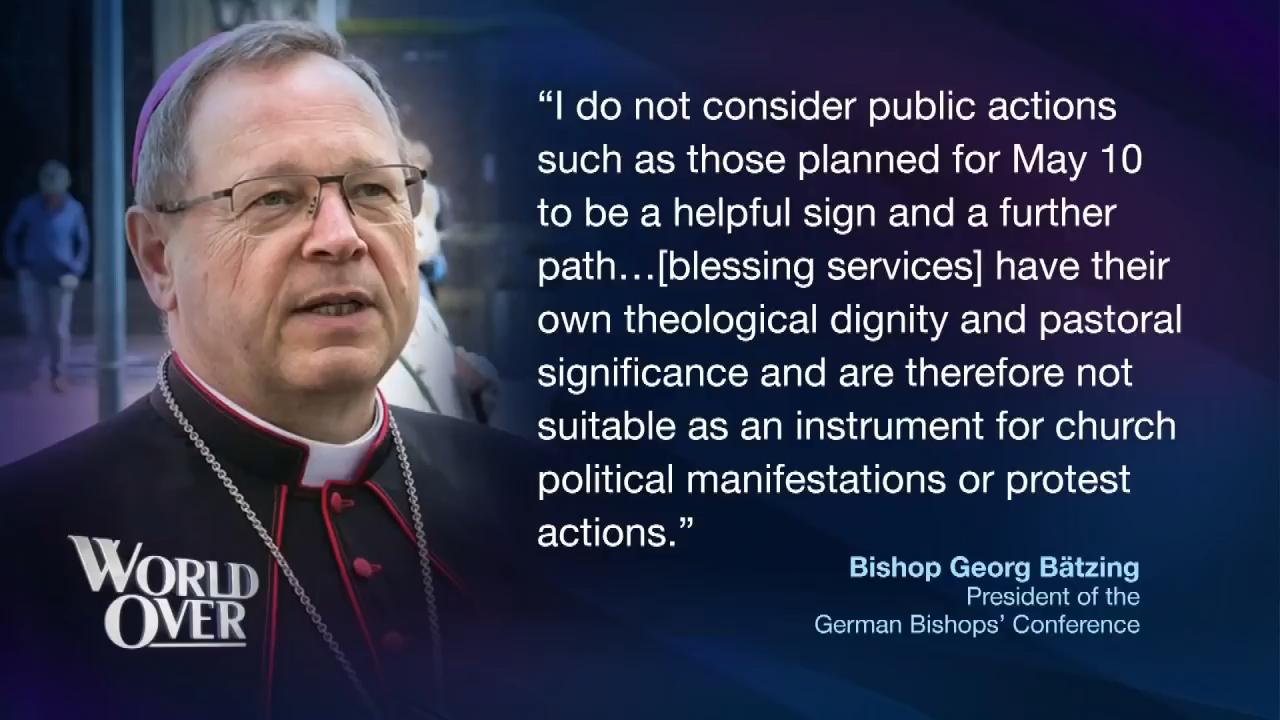 “I do not consider public actions
such as those planned for May 10
to be a helpful sign and a further
path…[blessing services] have their
own theological dignity and pastoral
significance and are therefore not
suitable as an instrument for church
political manifestations or protest
actions.”
Bishop Georg Bätzing
President of the
German Bishops’ Conference
WORLD
OVER